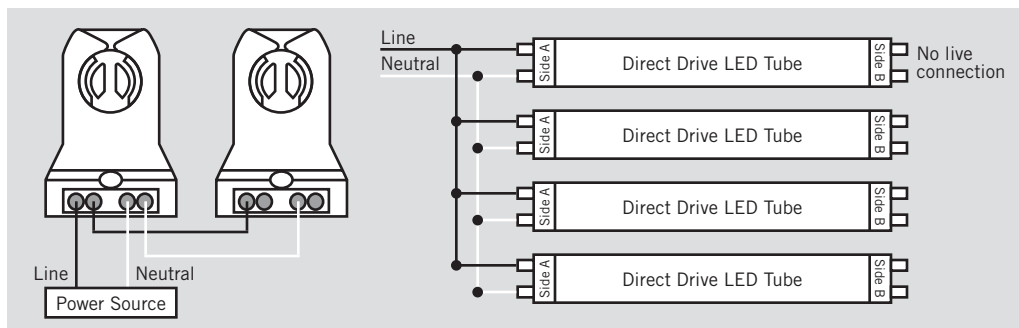 Line
Neutral
Power Source
Line
Neutral
Side A
Direct Drive LED Tube
Side B
No live
connection
Side A
Direct Drive LED Tube
Side B
Side A
Direct Drive LED Tube
Side B
Side A
Direct Drive LED Tube
Side B